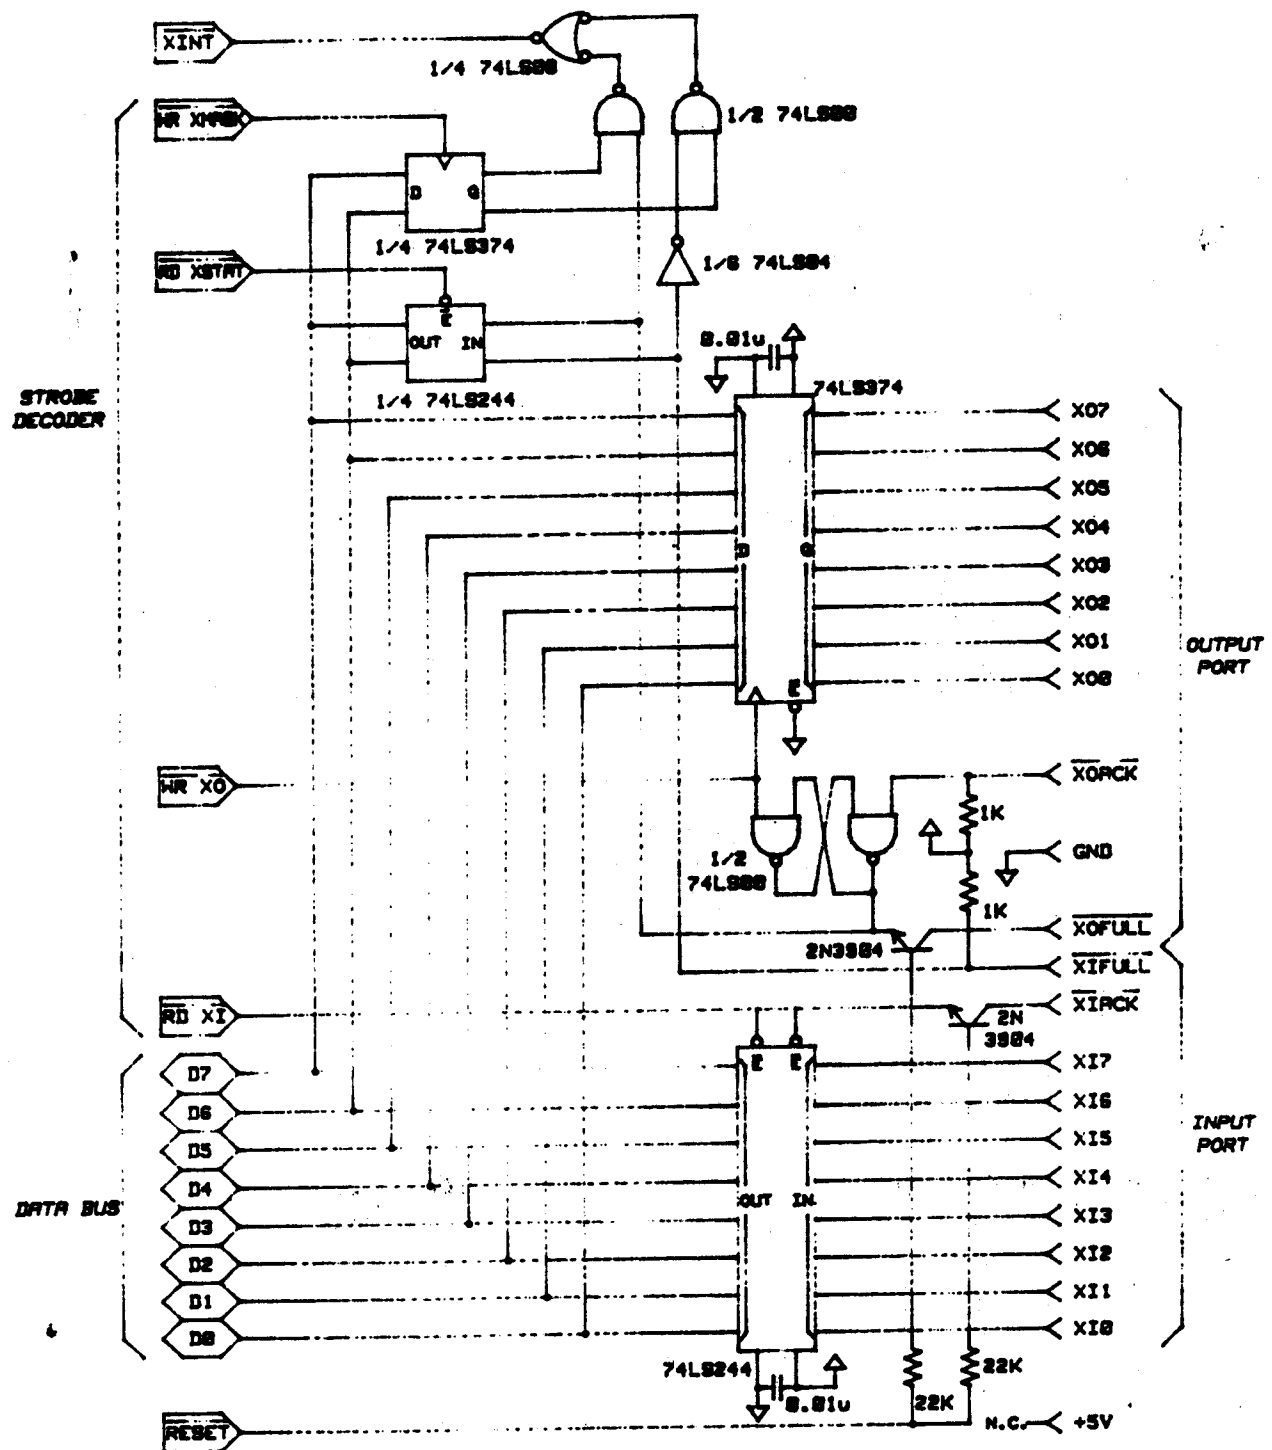 XINT
1/4 74LS00
WR XMASK
1/2 74LS00
D Q
1/4 74LS374
RD XSTAT
1/6 74LS04
E
OUT IN
1/4 74LS244
0.01u
74LS374
STROBE
DECODER
XO7
XO6
XO5
XO4
D Q
XO3
XO2
XO1
E
XO0
OUTPUT
PORT
WR XO
XOACK
1K
1/2
74LS00
GND
1K
2N3904
XOFULL
XIFULL
RD XI
XIACK
2N
3904
E E
D7
XI7
D6
XI6
D5
XI5
INPUT
PORT
D4
XI4
DATA BUS
OUT IN
D3
XI3
D2
XI2
D1
XI1
D0
XI0
74LS244
0.01u
22K
22K
RESET
N.C.
+5V